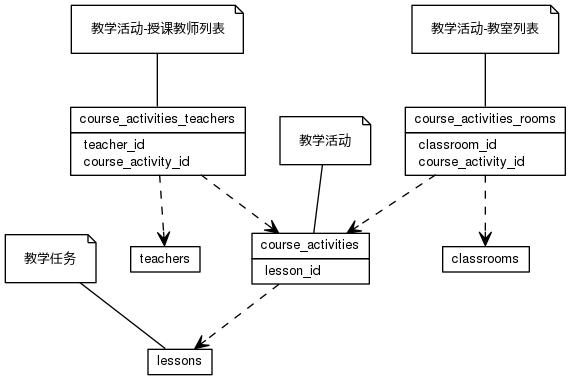 教学活动-授课教师列表
教学活动-教室列表
course_activities_teachers
teacher_id
course_activity_id
教学活动
course_activities_rooms
classroom_id
course_activity_id
教学任务
teachers
course_activities
lesson_id
classrooms
lessons